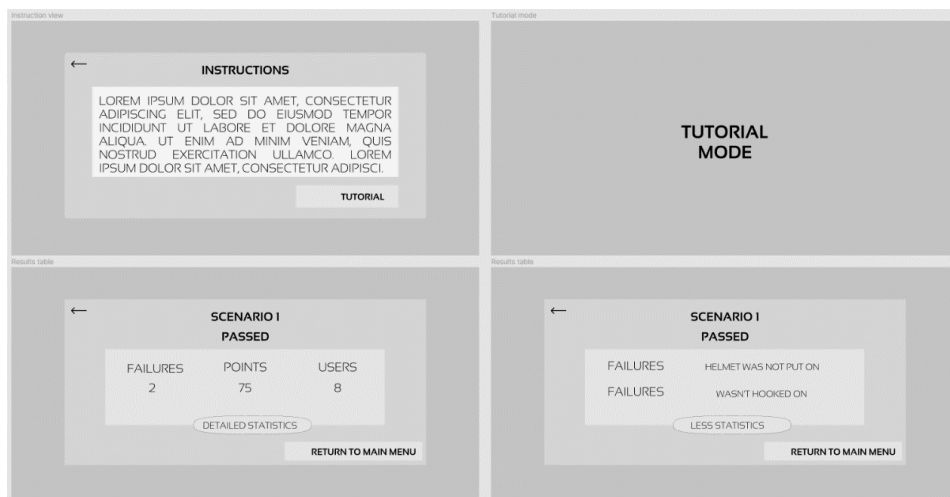 Instruction view
←
INSTRUCTIONS
LOREM IPSUM DOLOR SIT AMET, CONSECTETUR
ADIPISCING ELIT, SED DO EIUSMOD TEMPOR
INCIDIDUNT UT LABORE ET DOLORE MAGNA
ALIQUA. UT ENIM AD MINIM VENIAM, QUIS
NOSTRUD EXERCITATION ULLAMCO. LOREM
IPSUM DOLOR SIT AMET, CONSECTETUR ADIPISCI.
TUTORIAL
Tutorial mode
TUTORIAL
MODE
Results table
←
SCENARIO 1
PASSED
FAILURES POINTS USERS
2 75 8
DETAILED STATISTICS
RETURN TO MAIN MENU
Results table
←
SCENARIO 1
PASSED
FAILURES HELMET WAS NOT PUT ON
FAILURES WASN'T HOOKED ON
LESS STATISTICS
RETURN TO MAIN MENU